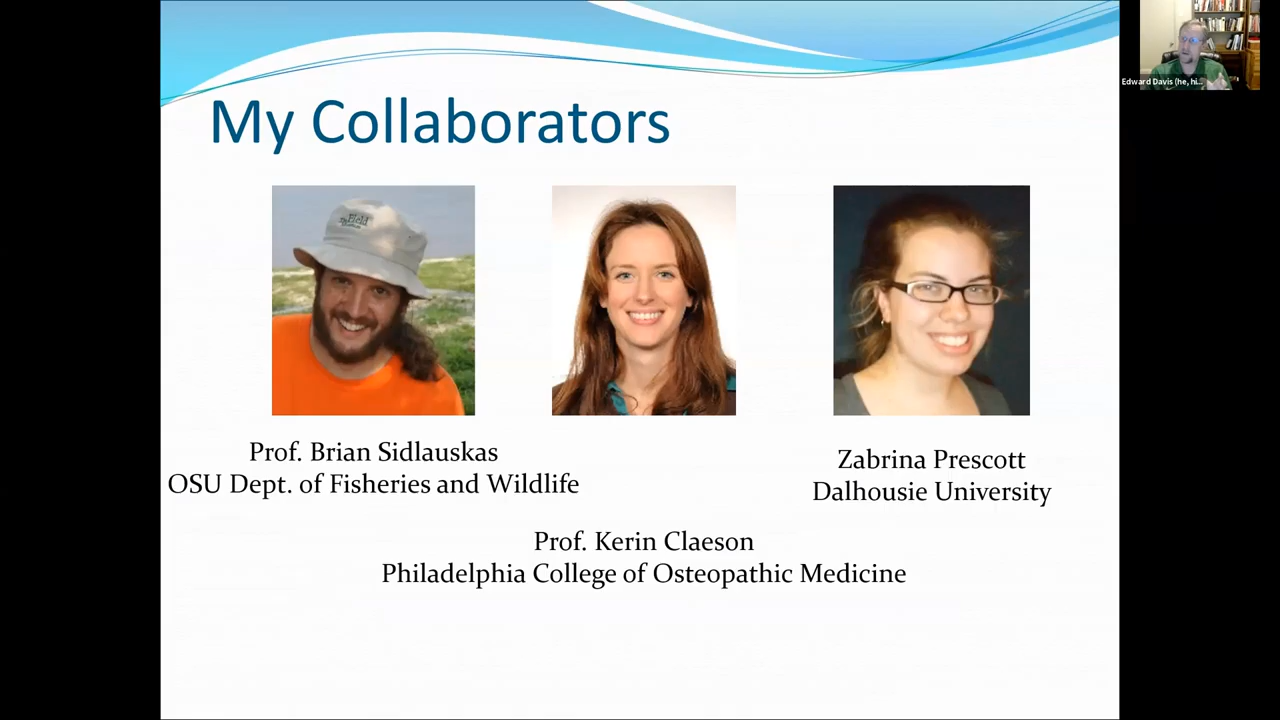 My Collaborators
Field
Prof. Brian Sidlauskas
OSU Dept. of Fisheries and Wildlife
Zabrina Prescott
Dalhousie University
Prof. Kerin Claeson
Philadelphia College of Osteopathic Medicine
Edward Davis (he, hi...